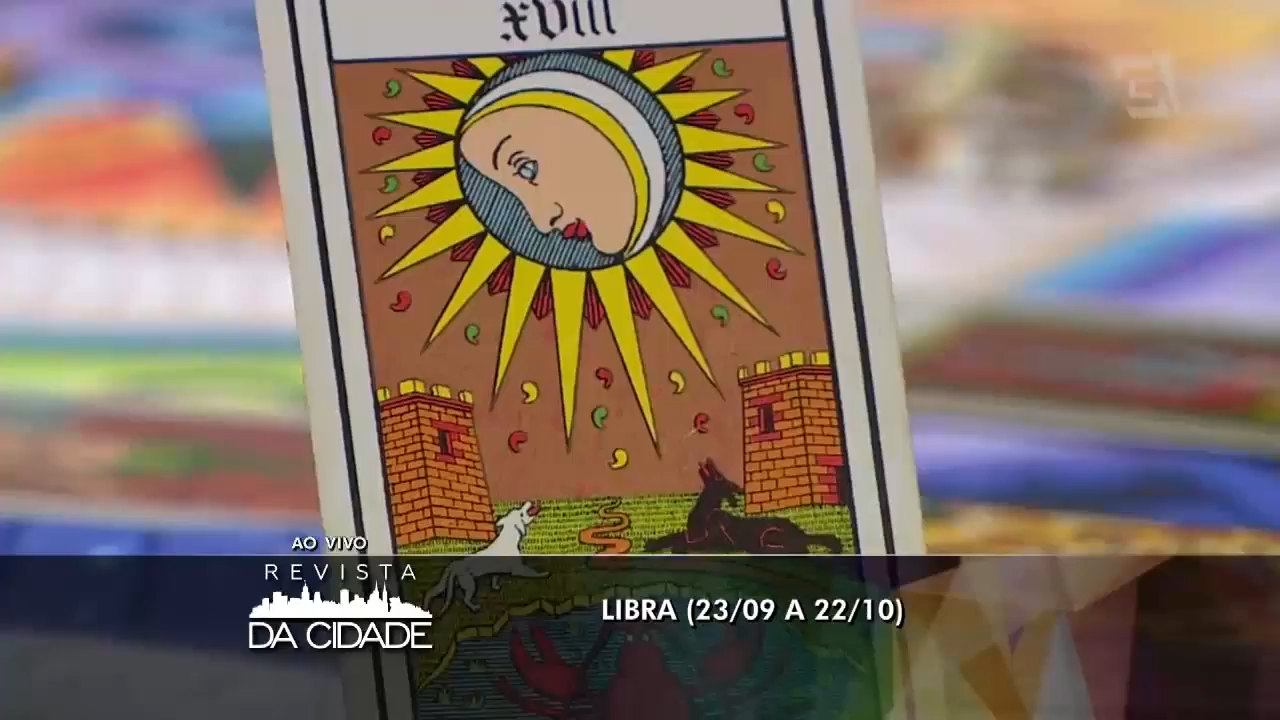 XVIII
AO VIVO
REVISTA
DA CIDADE
LIBRA (23/09 A 22/10)